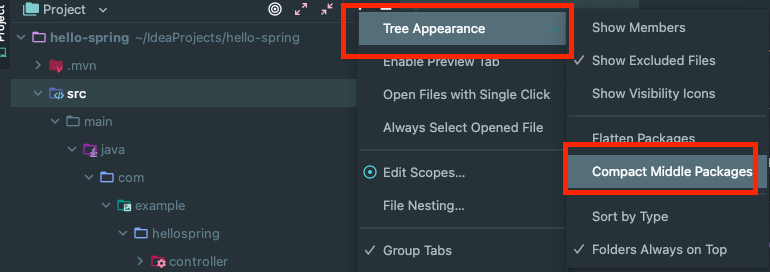 Project
Project
hello-spring ~/IdeaProjects/hello-spring
.mvn
src
main
java
com
example
hellospring
controller
Tree Appearance
Enable Preview Tab
Open Files with Single Click
Always Select Opened File
Edit Scopes...
File Nesting...
Group Tabs
Show Members
Show Excluded Files
Show Visibility Icons
Flatten Packages
Compact Middle Packages
Sort by Type
Folders Always on Top